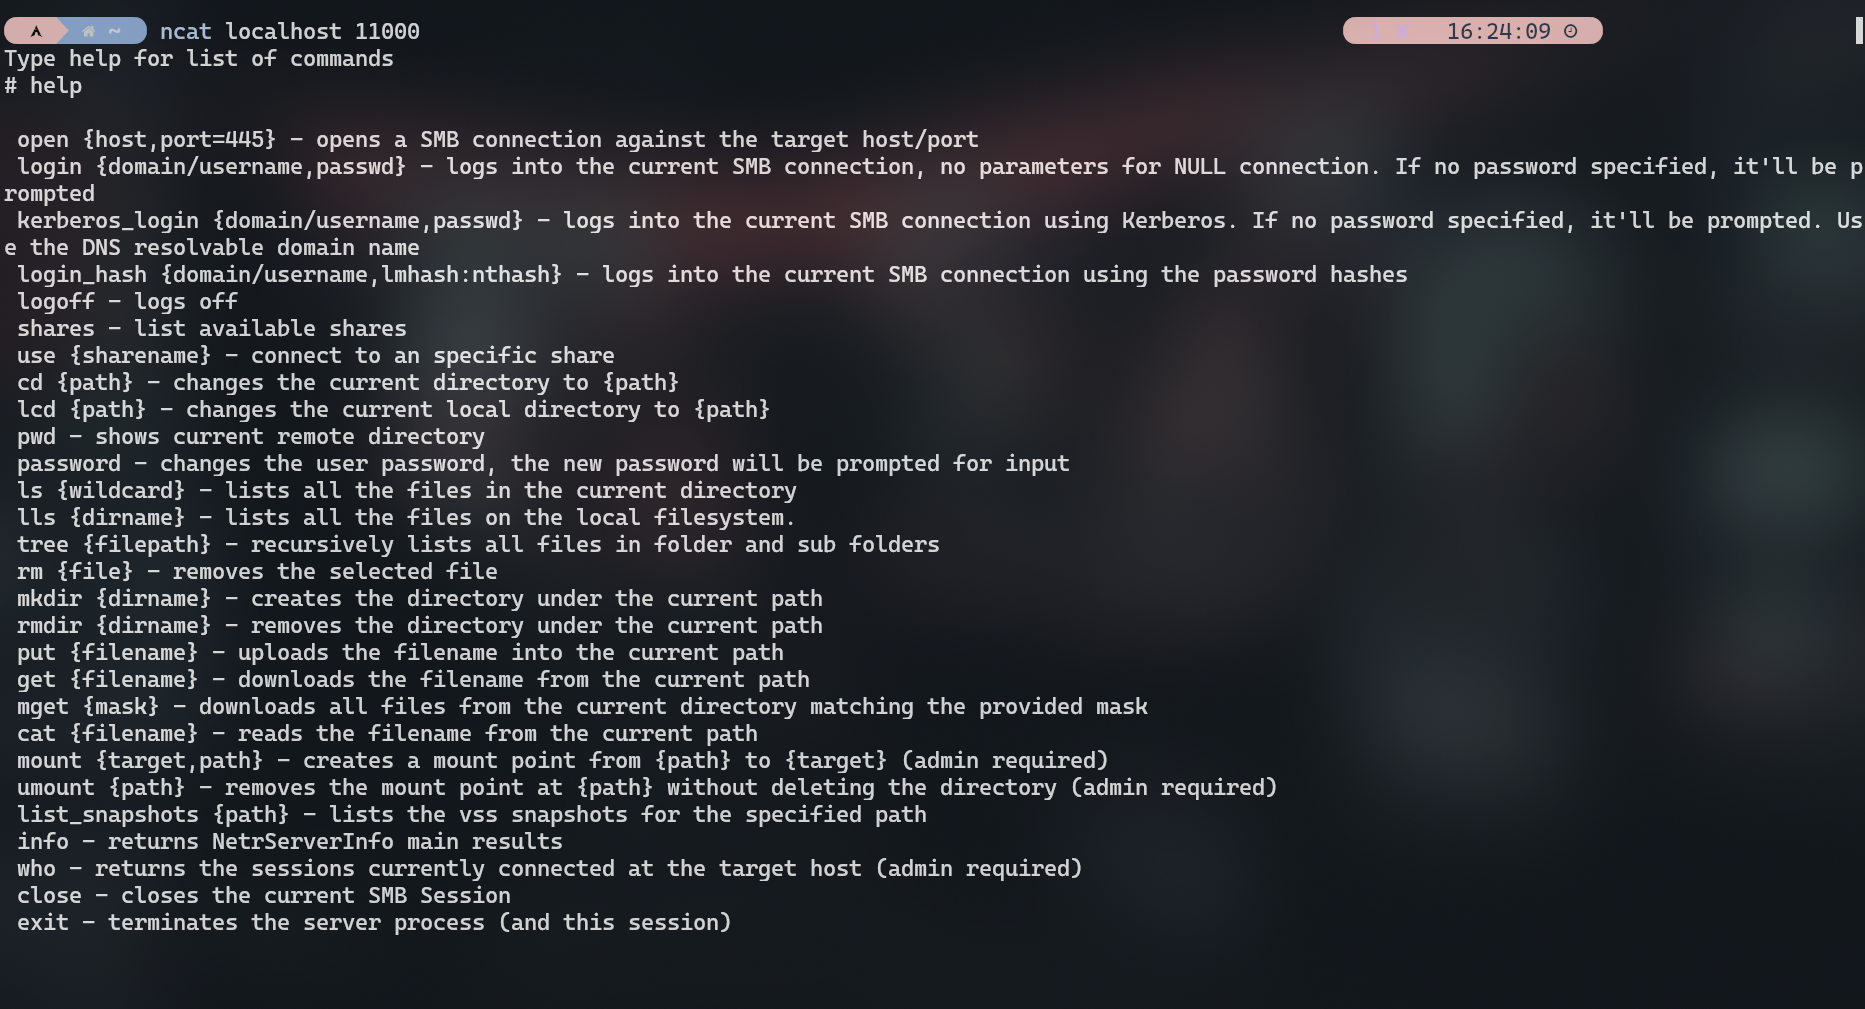 ~ ncat localhost 11000 16:24:09
Type help for list of commands
# help
open {host,port=445} - opens a SMB connection against the target host/port
login {domain/username,passwd} - logs into the current SMB connection, no parameters for NULL connection. If no password specified, it'll be p
rompted
kerberos_login {domain/username,passwd} - logs into the current SMB connection using Kerberos. If no password specified, it'll be prompted. Us
e the DNS resolvable domain name
login_hash {domain/username,lmhash:nthash} - logs into the current SMB connection using the password hashes
logoff - logs off
shares - list available shares
use {sharename} - connect to an specific share
cd {path} - changes the current directory to {path}
lcd {path} - changes the current local directory to {path}
pwd - shows current remote directory
password - changes the user password, the new password will be prompted for input
ls {wildcard} - lists all the files in the current directory
lls {dirname} - lists all the files on the local filesystem.
tree {filepath} - recursively lists all files in folder and sub folders
rm {file} - removes the selected file
mkdir {dirname} - creates the directory under the current path
rmdir {dirname} - removes the directory under the current path
put {filename} - uploads the filename into the current path
get {filename} - downloads the filename from the current path
mget {mask} - downloads all files from the current directory matching the provided mask
cat {filename} - reads the filename from the current path
mount {target,path} - creates a mount point from {path} to {target} (admin required)
umount {path} - removes the mount point at {path} without deleting the directory (admin required)
list_snapshots {path} - lists the vss snapshots for the specified path
info - returns NetrServerInfo main results
who - returns the sessions currently connected at the target host (admin required)
close - closes the current SMB Session
exit - terminates the server process (and this session)